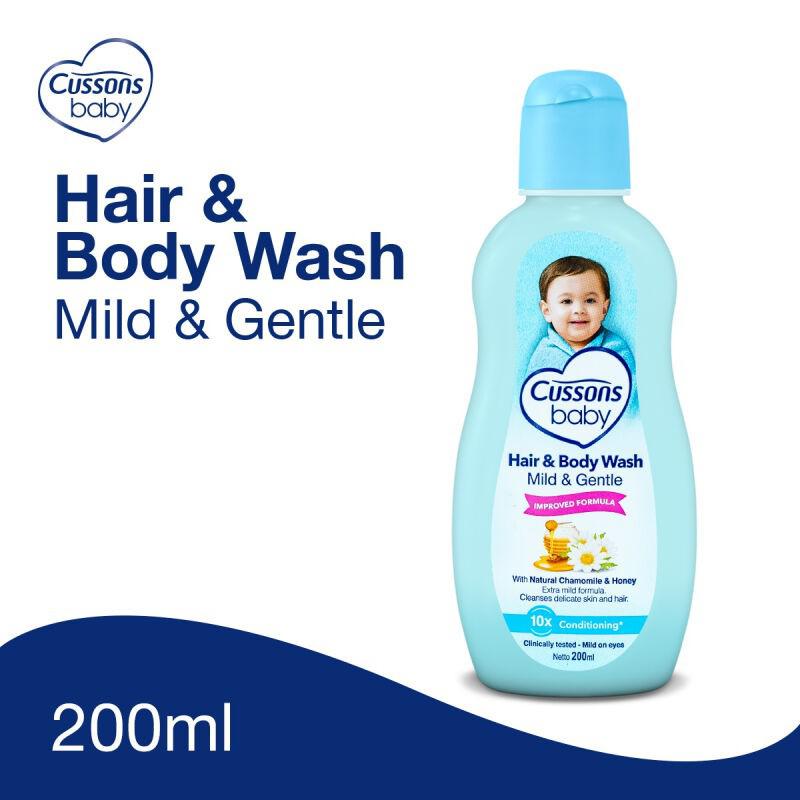 Cussons
baby
Hair &
Body Wash
Mild & Gentle
Cussons
baby
Hair & Body Wash
Mild & Gentle
IMPROVED FORMULA
With Natural Chamomile & Honey
Extra mild formula.
Cleanses delicate skin and hair.
10x Conditioning*
Clinically tested - Mild on eyes
Netto 200ml
200ml